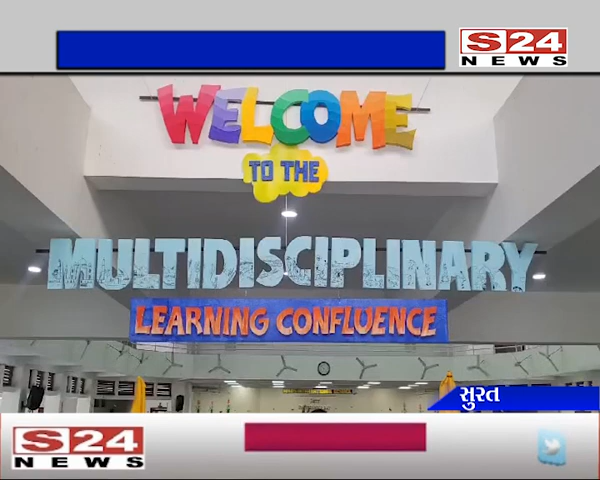 S24
NEWS
WELCOME
TO THE
MULTIDISCIPLINARY
LEARNING CONFLUENCE
સુરત
S24
NEWS